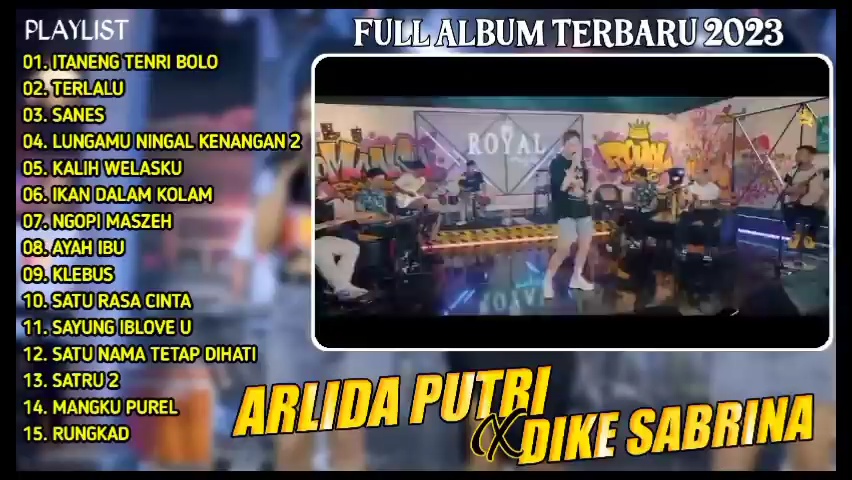 PLAYLIST
FULL ALBUM TERBARU 2023
01. ITANENG TENRI BOLO
02. TERLALU
03. SANES
04. LUNGAMU NINGAL KENANGAN 2
05. KALIH WELASKU
06. IKAN DALAM KOLAM
07. NGOPI MASZEH
08. AYAH IBU
09. KLEBUS
10. SATU RASA CINTA
11. SAYUNG IBLOVE U
12. SATU NAMA TETAP DIHATI
13. SATRU 2
14. MANGKU PUREL
15. RUNGKAD
ROYAL
ARLIDA PUTRI
X DIKE SABRINA